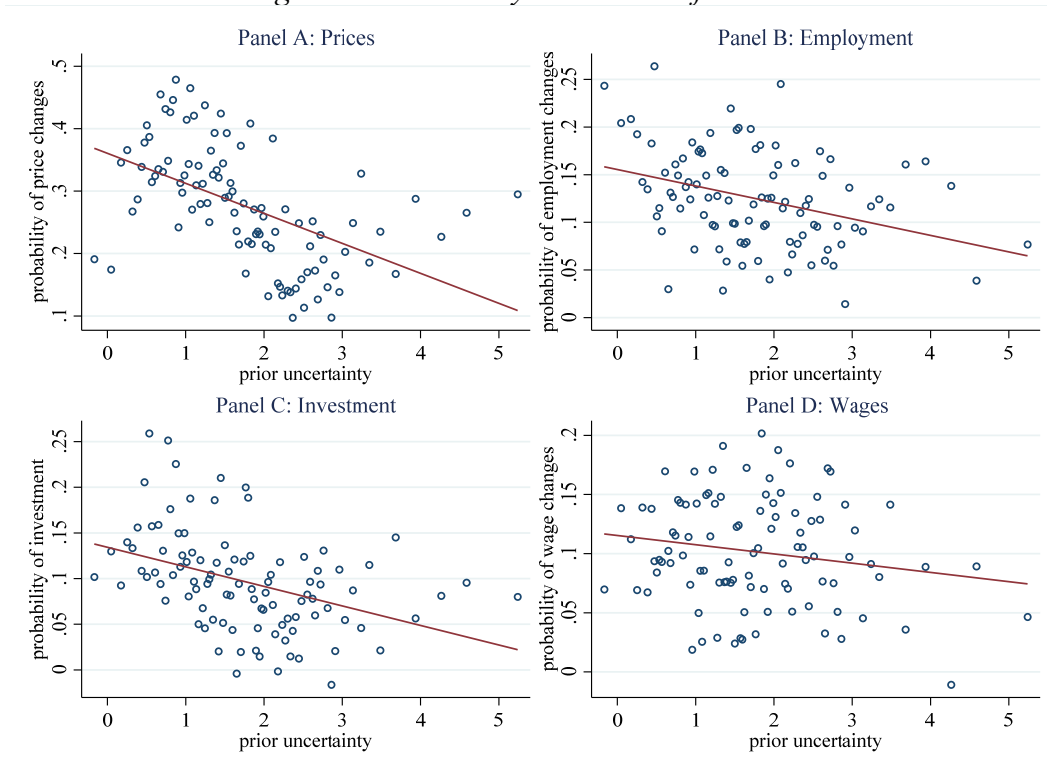 Panel A: Prices
probability of price changes
.5
.4
.3
.2
.1
0 1 2 3 4 5
prior uncertainty
Panel B: Employment
probability of employment changes
.25
.2
.15
.1
.05
0
0 1 2 3 4 5
prior uncertainty
Panel C: Investment
probability of investment
.25
.2
.15
.1
.05
0
0 1 2 3 4 5
prior uncertainty
Panel D: Wages
probability of wage changes
.2
.15
.1
.05
0
0 1 2 3 4 5
prior uncertainty